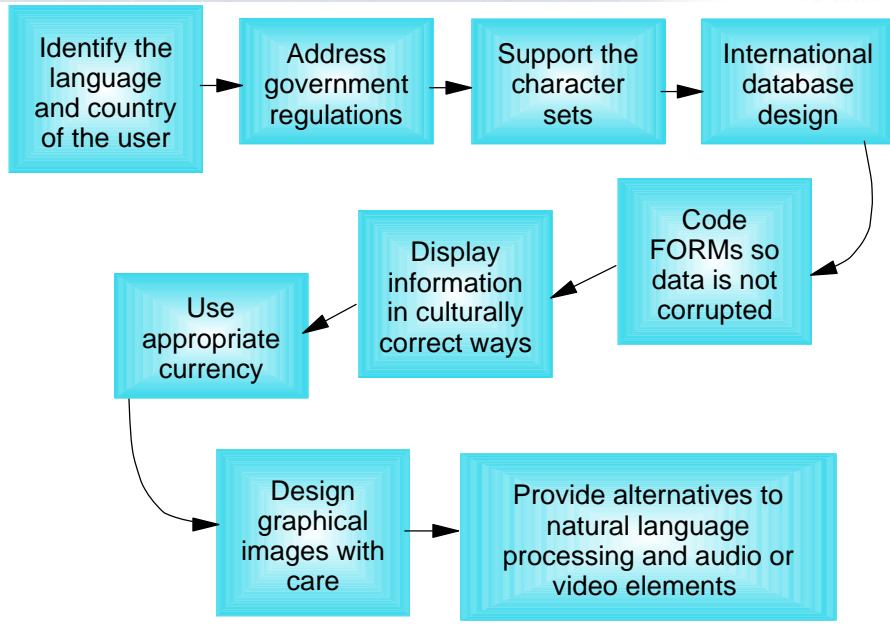 Identify the
language
and country
of the user
Address
government
regulations
Support the
character
sets
International
database
design
Code
FORMs so
data is not
corrupted
Display
information
in culturally
correct ways
Use
appropriate
currency
Design
graphical
images with
care
Provide alternatives to
natural language
processing and audio or
video elements